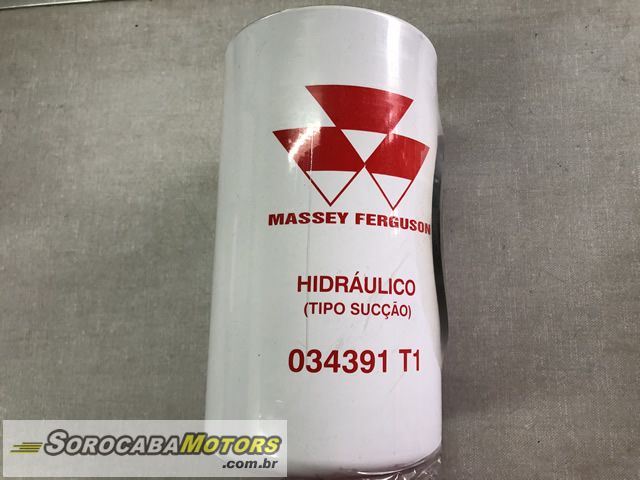 MASSEY FERGUSON
HIDRÁULICO
(TIPO SUCÇÃO)
034391 T1
SOROCABAMOTORS
.com.br